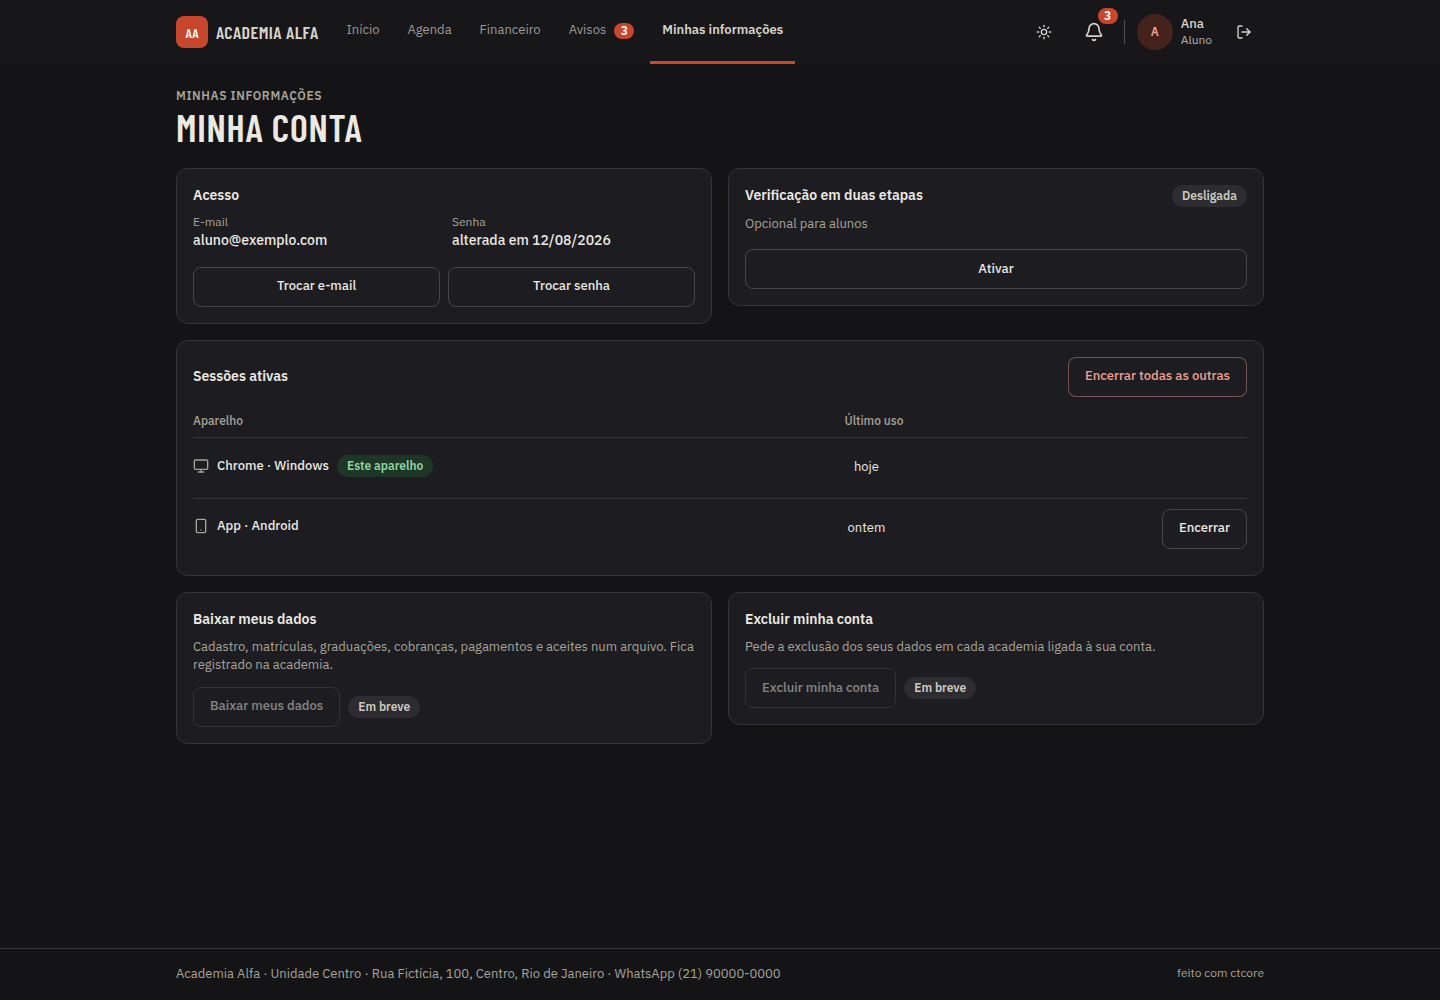 AA ACADEMIA ALFA Início Agenda Financeiro Avisos 3 Minhas informações 3 A Ana
Aluno
MINHAS INFORMAÇÕES
MINHA CONTA
Acesso
E-mail Senha
aluno@exemplo.com alterada em 12/08/2026
Trocar e-mail Trocar senha
Verificação em duas etapas Desligada
Opcional para alunos
Ativar
Sessões ativas Encerrar todas as outras
Aparelho Último uso
Chrome · Windows Este aparelho hoje
App · Android ontem Encerrar
Baixar meus dados
Cadastro, matrículas, graduações, cobranças, pagamentos e aceites num arquivo. Fica
registrado na academia.
Baixar meus dados Em breve
Excluir minha conta
Pede a exclusão dos seus dados em cada academia ligada à sua conta.
Excluir minha conta Em breve
Academia Alfa · Unidade Centro · Rua Fictícia, 100, Centro, Rio de Janeiro · WhatsApp (21) 90000-0000 feito com ctcore